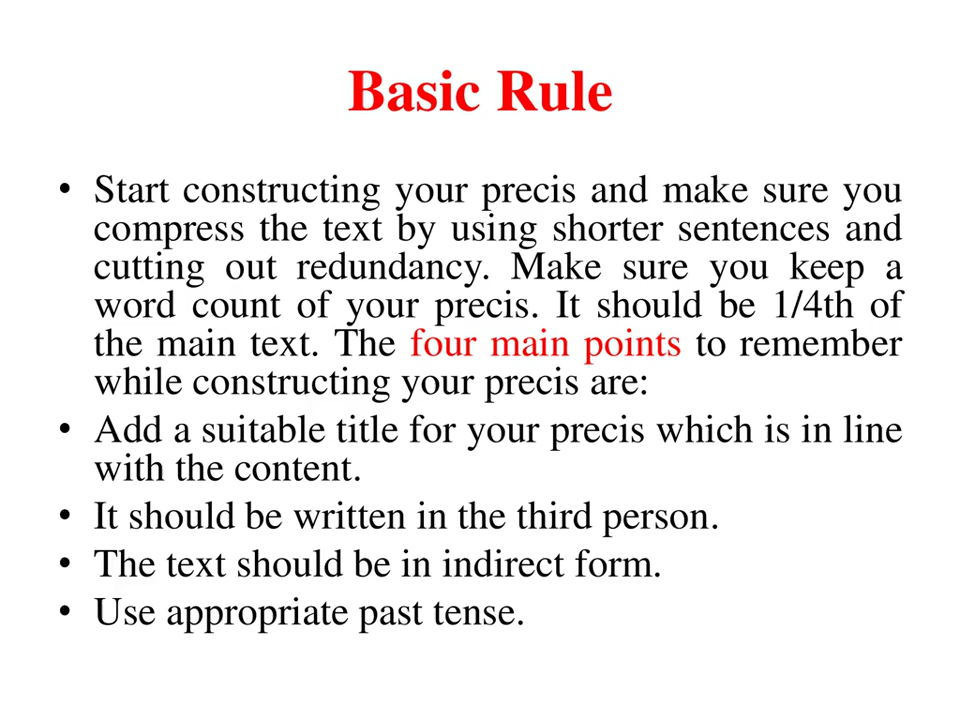 Basic Rule
• Start constructing your precis and make sure you
compress the text by using shorter sentences and
cutting out redundancy. Make sure you keep a
word count of your precis. It should be 1/4th of
the main text. The four main points to remember
while constructing your precis are:
• Add a suitable title for your precis which is in line
with the content.
• It should be written in the third person.
• The text should be in indirect form.
• Use appropriate past tense.